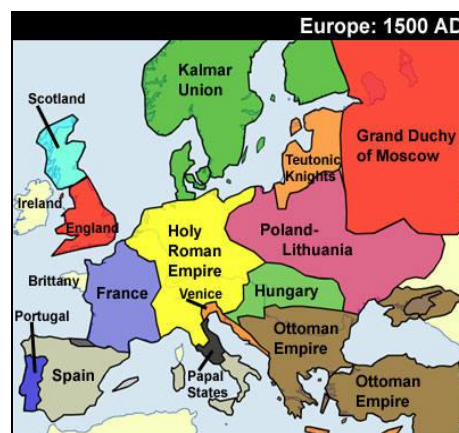 Europe: 1500 AD
Kalmar
Union
Scotland
Grand Duchy
of Moscow
Teutonic
Knights
Ireland
England
Holy
Roman
Empire
Poland-
Lithuania
Brittany
France
Venice
Hungary
Portugal
Ottoman
Empire
Spain
Papal
States
Ottoman
Empire